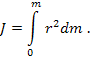 J = ∫₀ᵐ r²dm .